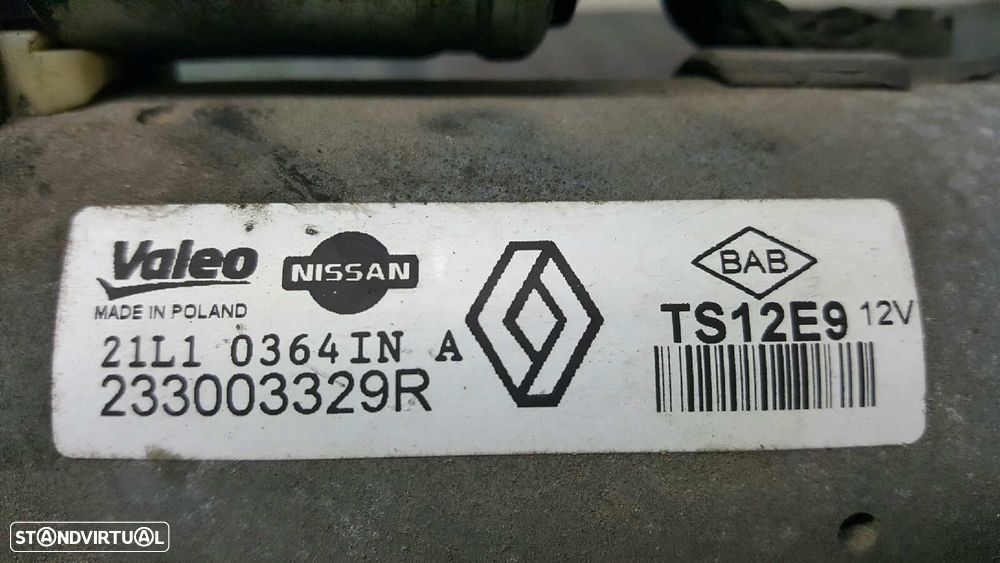 Valeo
MADE IN POLAND
NISSAN
BAB
TS12E9 12V
21L1 0364IN A
233003329R
STANDVIRTUAL